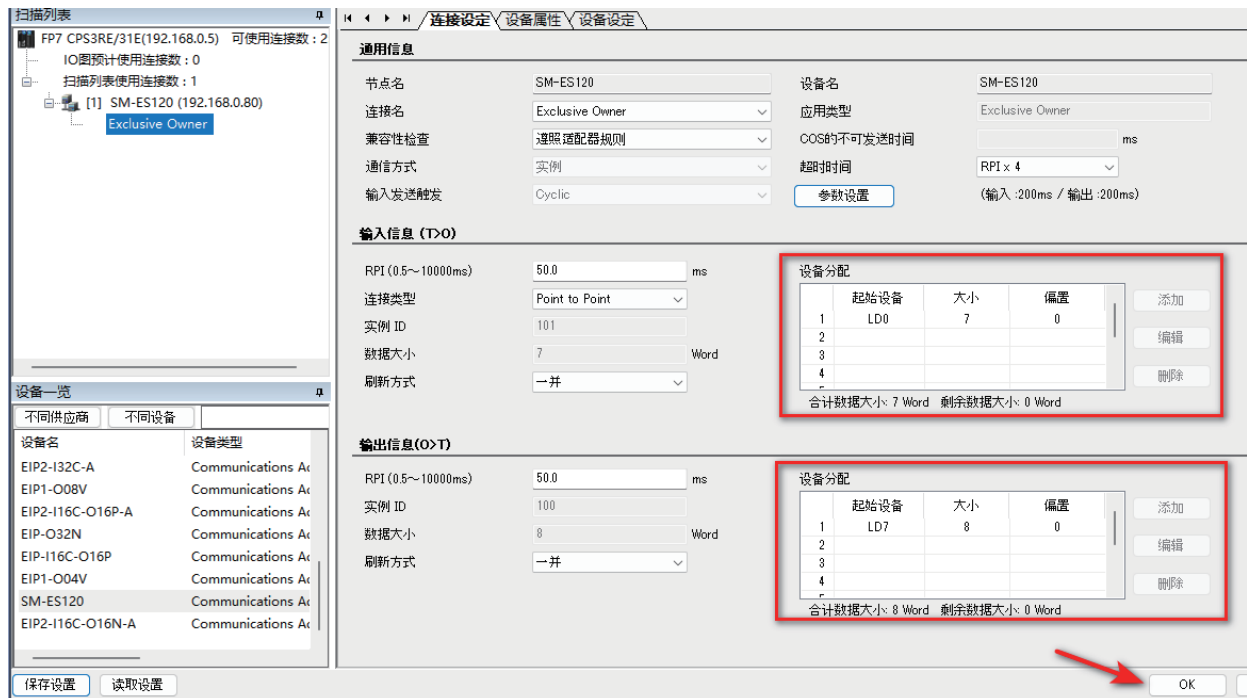 扫描列表
FP7 CPS3RE/31E(192.168.0.5) 可使用连接数 : 2
IO图预计使用连接数 : 0
扫描列表使用连接数 : 1
[1] SM-ES120 (192.168.0.80)
Exclusive Owner
设备一览
不同供应商 不同设备
设备名 设备类型
EIP2-I32C-A Communications
EIP1-O08V Communications
EIP2-I16C-O16P-A Communications
EIP-O32N Communications
EIP-I16C-O16P Communications
EIP1-O04V Communications
SM-ES120 Communications
EIP2-I16C-O16N-A Communications
保存设置 读取设置
连接设定 设备属性 设备设定
通用信息
节点名 SM-ES120 设备名 SM-ES120
连接名 Exclusive Owner 应用类型 Exclusive Owner
兼容性检查 遵照适配器规则 COS的不可发送时间 ms
通信方式 实例 超时时间 RPI x 4
输入发送触发 Cyclic 参数设置 (输入 :200ms / 输出 :200ms)
输入信息 (T>O)
RPI (0.5～10000ms) 50.0 ms
连接类型 Point to Point
实例 ID 101
数据大小 7 Word
刷新方式 一并
设备分配
起始设备 大小 偏置
1 LD0 7 0
2
3
4
添加
编辑
删除
合计数据大小: 7 Word 剩余数据大小: 0 Word
输出信息(O>T)
RPI (0.5～10000ms) 50.0 ms
实例 ID 100
数据大小 8 Word
刷新方式 一并
设备分配
起始设备 大小 偏置
1 LD7 8 0
2
3
4
添加
编辑
删除
合计数据大小: 8 Word 剩余数据大小: 0 Word
OK